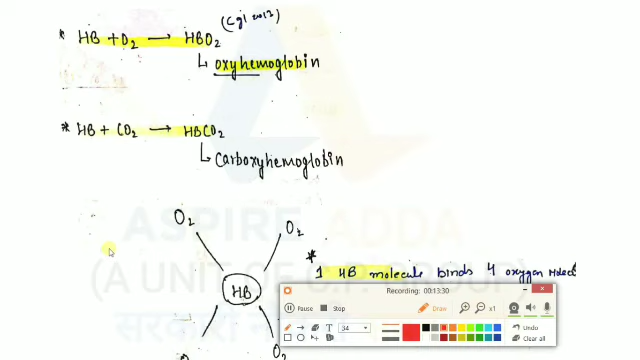 (Cgl 2017)
* HB + O2 → HBO2
↳ oxyhemoglobin
* HB + CO2 → HBCO2
↳ Carboxyhemoglobin
ASPIRE ADDA
O2 O2
* 1 HB molecule binds 4 oxygen
(A UNIT OF
HB
Recording: 00:13:30
Pause Stop Draw x1
T 34 Undo
Clear all
O2